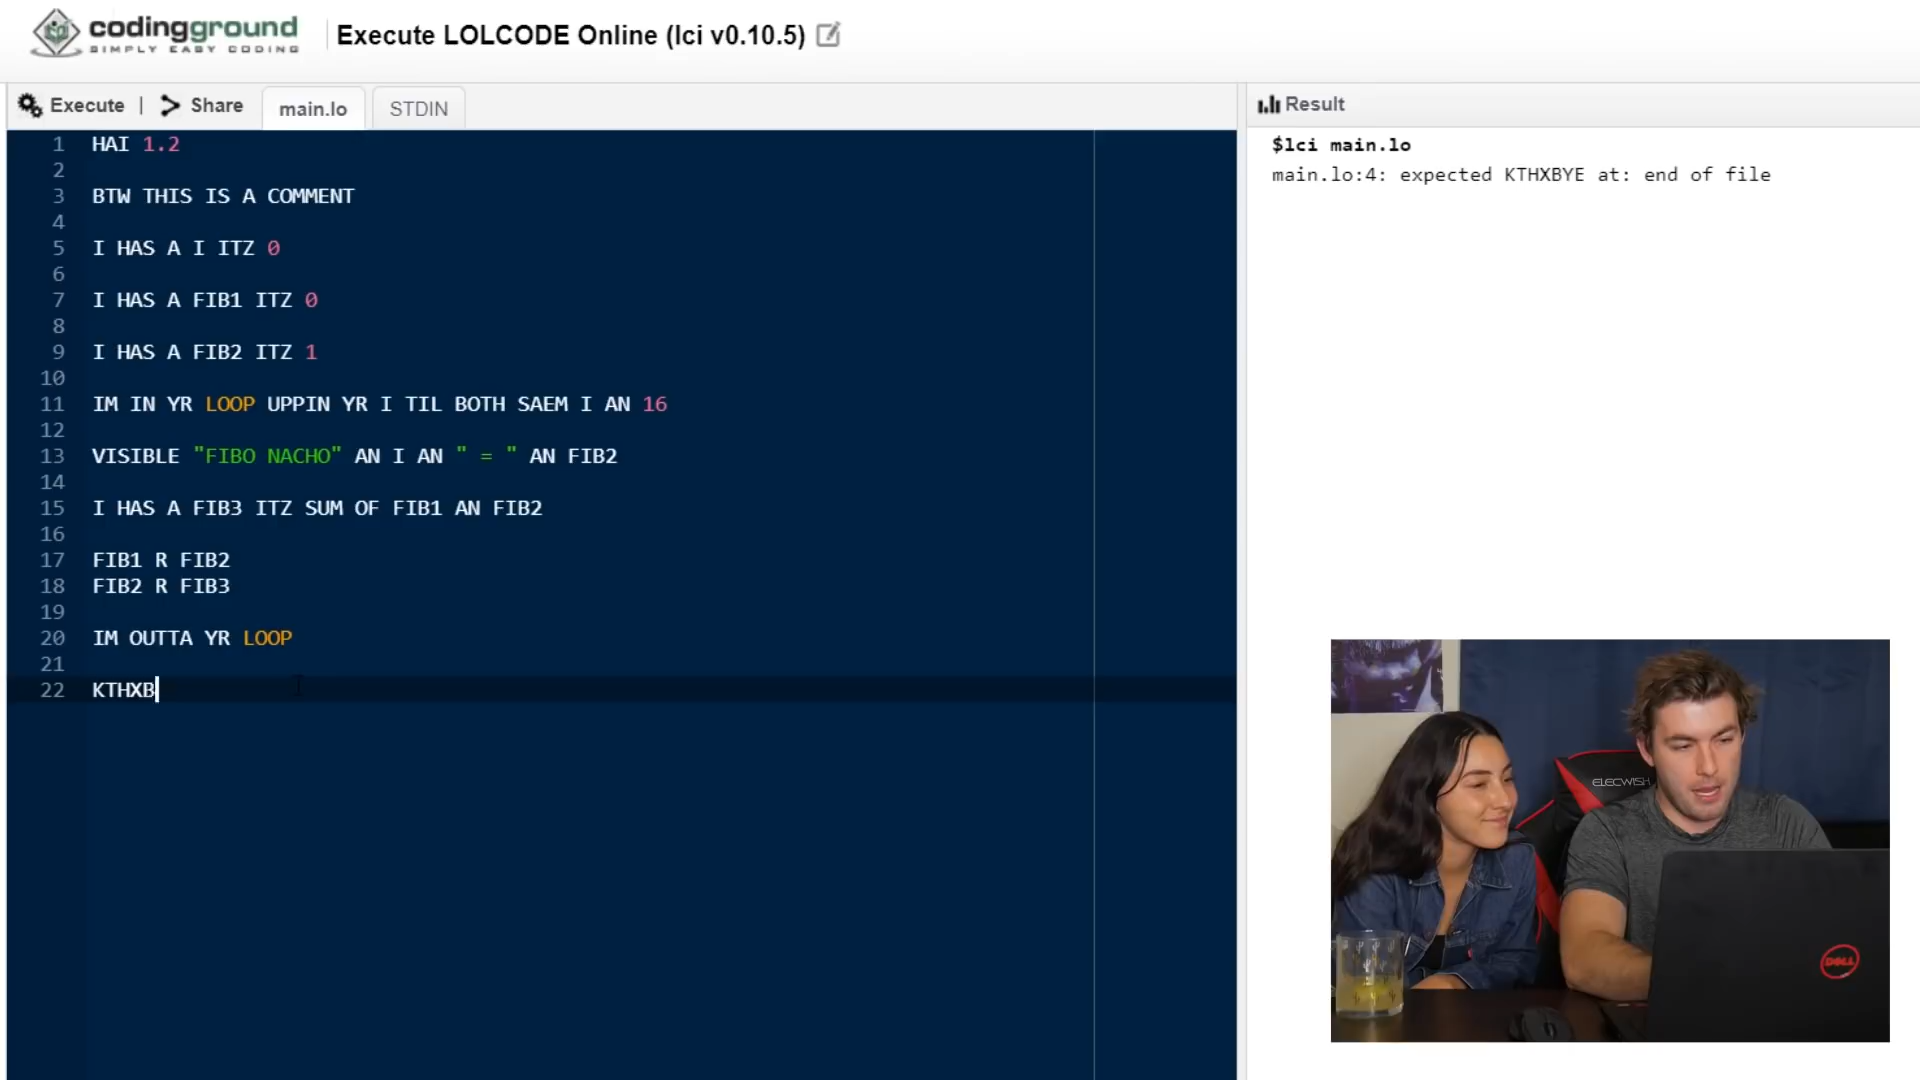 codingground
SIMPLY EASY CODING
Execute LOLCODE Online (lci v0.10.5)
Execute | Share main.lo STDIN
1 HAI 1.2
2
3 BTW THIS IS A COMMENT
4
5 I HAS A I ITZ 0
6
7 I HAS A FIB1 ITZ 0
8
9 I HAS A FIB2 ITZ 1
10
11 IM IN YR LOOP UPPIN YR I TIL BOTH SAEM I AN 16
12
13 VISIBLE "FIBO NACHO" AN I AN " = " AN FIB2
14
15 I HAS A FIB3 ITZ SUM OF FIB1 AN FIB2
16
17 FIB1 R FIB2
18 FIB2 R FIB3
19
20 IM OUTTA YR LOOP
21
22 KTHXB
Result
$lci main.lo
main.lo:4: expected KTHXBYE at: end of file
ELECWISH
DELL